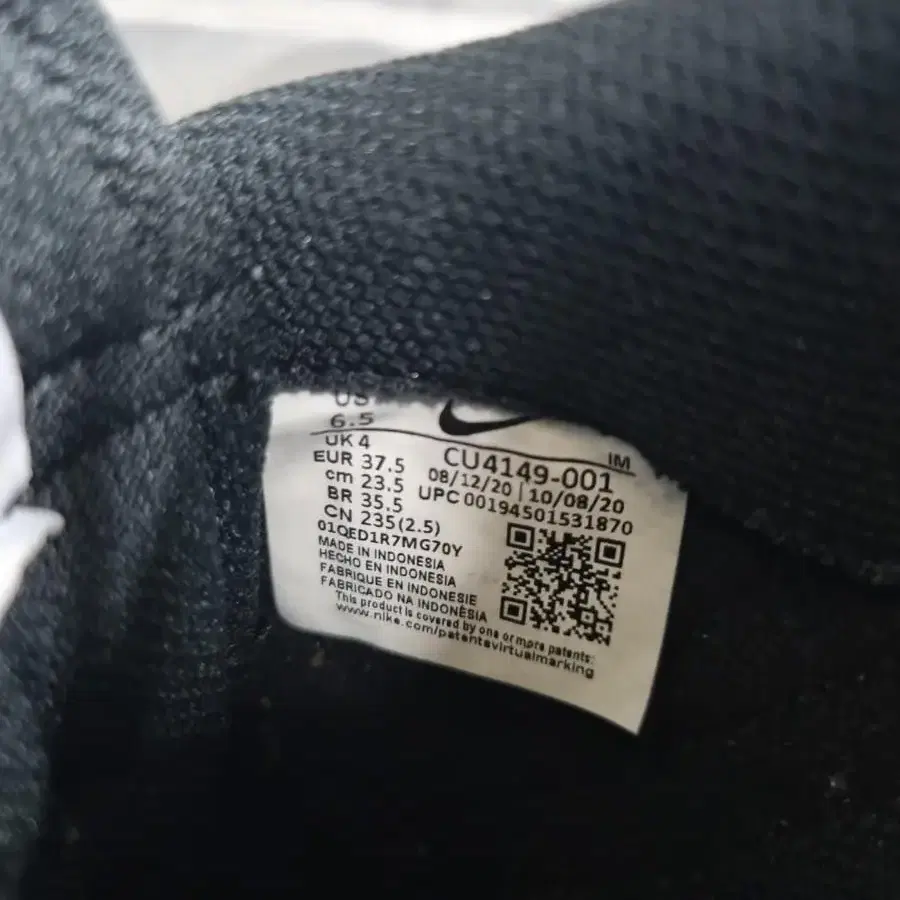 US
6.5
UK 4
EUR 37.5
cm 23.5
BR 35.5
CN 235(2.5)
IM
CU4149-001
08/12/20 | 10/08/20
UPC 00194501531870
01QED1R7MG70Y
MADE IN INDONESIA
HECHO EN INDONESIA
FABRIQUE EN INDONESIE
FABRICADO NA INDONÉSIA
This product is covered by one or more patents:
www.nike.com/patentsvirtualmarking